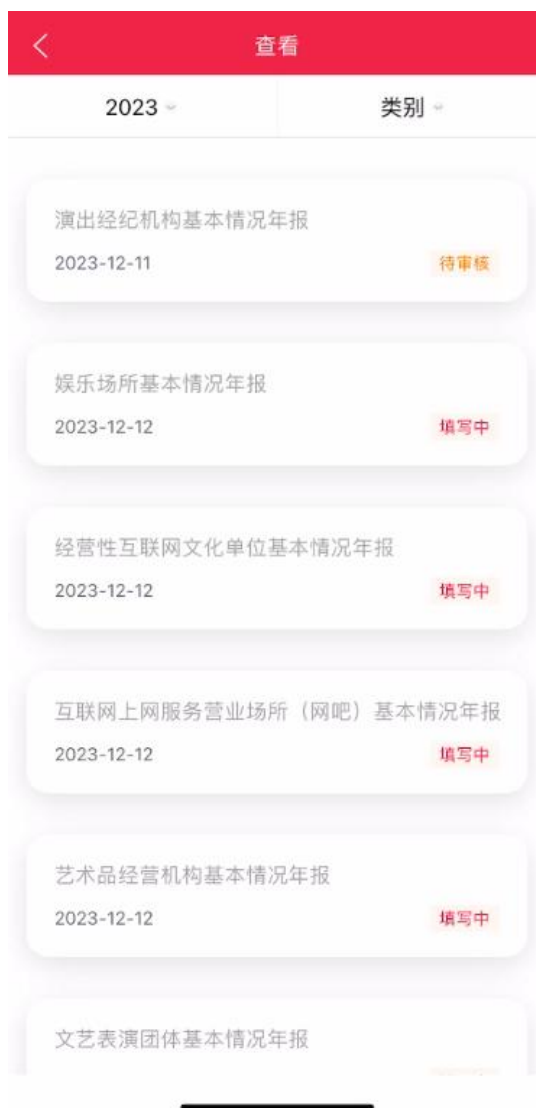 查看
2023
类别
演出经纪机构基本情况年报
2023-12-11
待审核
娱乐场所基本情况年报
2023-12-12
填写中
经营性互联网文化单位基本情况年报
2023-12-12
填写中
互联网上网服务营业场所（网吧）基本情况年报
2023-12-12
填写中
艺术品经营机构基本情况年报
2023-12-12
填写中
文艺表演团体基本情况年报